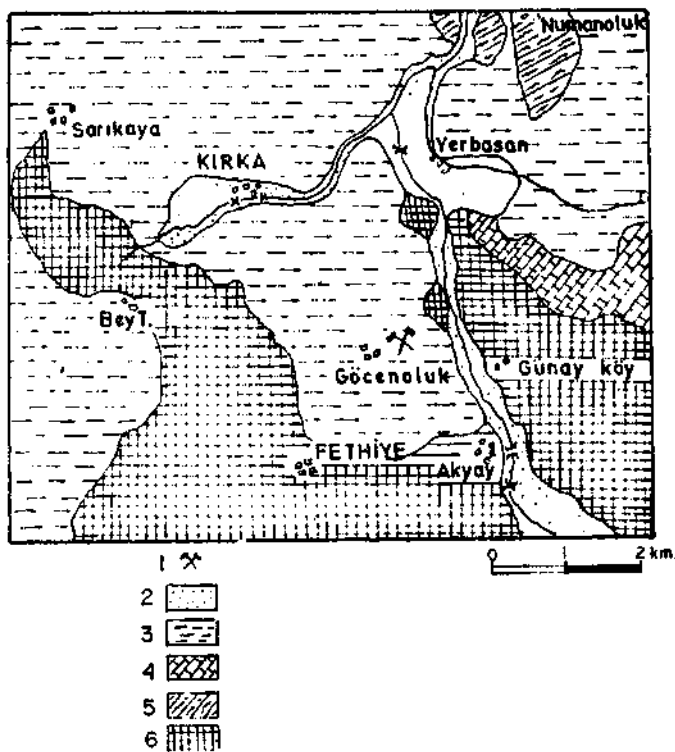 Numanoluk
Sarıkaya
KIRKA
Yerbasan
Bey T.
Göcenoluk
Günay köy
FETHİYE
Akyay
0 1 2 km.
1
2
3
4
5
6